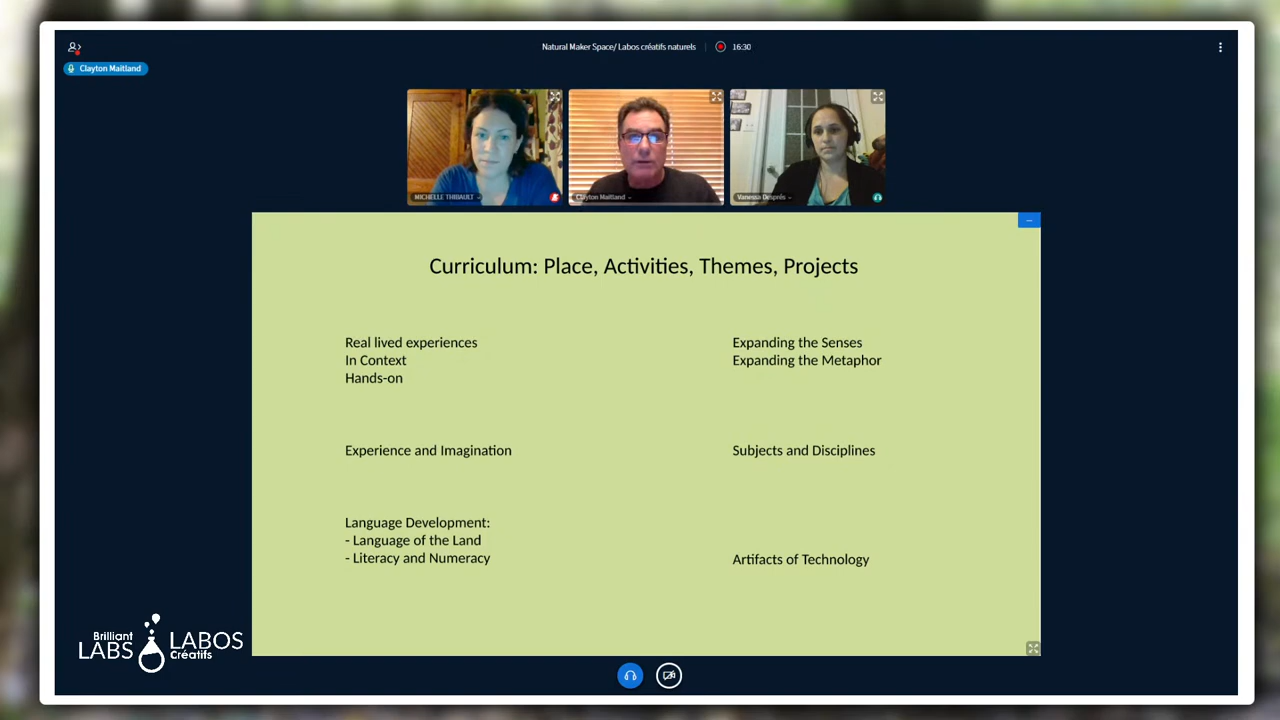 Natural Maker Space/ Labos créatifs naturels
16:30
Clayton Maitland
MICHELLE THIBAULT
Clayton Maitland
Vanessa Després
Curriculum: Place, Activities, Themes, Projects
Real lived experiences
In Context
Hands-on
Expanding the Senses
Expanding the Metaphor
Experience and Imagination
Subjects and Disciplines
Language Development:
- Language of the Land
- Literacy and Numeracy
Artifacts of Technology
Brilliant
LABS
LABOS
Créatifs